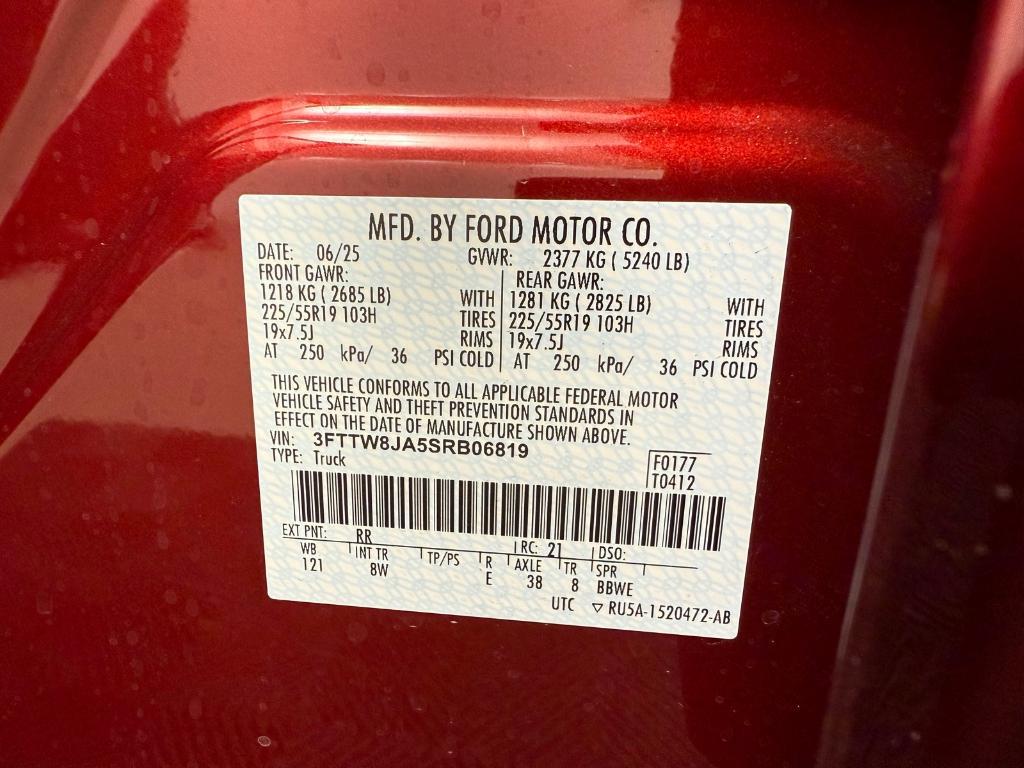 MFD. BY FORD MOTOR CO.
DATE: 06/25 GVWR: 2377 KG ( 5240 LB)
FRONT GAWR: REAR GAWR:
1218 KG ( 2685 LB) WITH 1281 KG ( 2825 LB) WITH
225/55R19 103H TIRES 225/55R19 103H TIRES
19x7.5J RIMS 19x7.5J RIMS
AT 250 kPa/ 36 PSI COLD AT 250 kPa/ 36 PSI COLD
THIS VEHICLE CONFORMS TO ALL APPLICABLE FEDERAL MOTOR
VEHICLE SAFETY AND THEFT PREVENTION STANDARDS IN
EFFECT ON THE DATE OF MANUFACTURE SHOWN ABOVE.
VIN: 3FTTW8JA5SRB06819
TYPE: Truck F0177
T0412
EXT PNT: RR RC: 21 DSO:
WB INT TR TP/PS R AXLE TR SPR
121 8W E 38 8 BBWE
UTC ▽ RU5A-1520472-AB